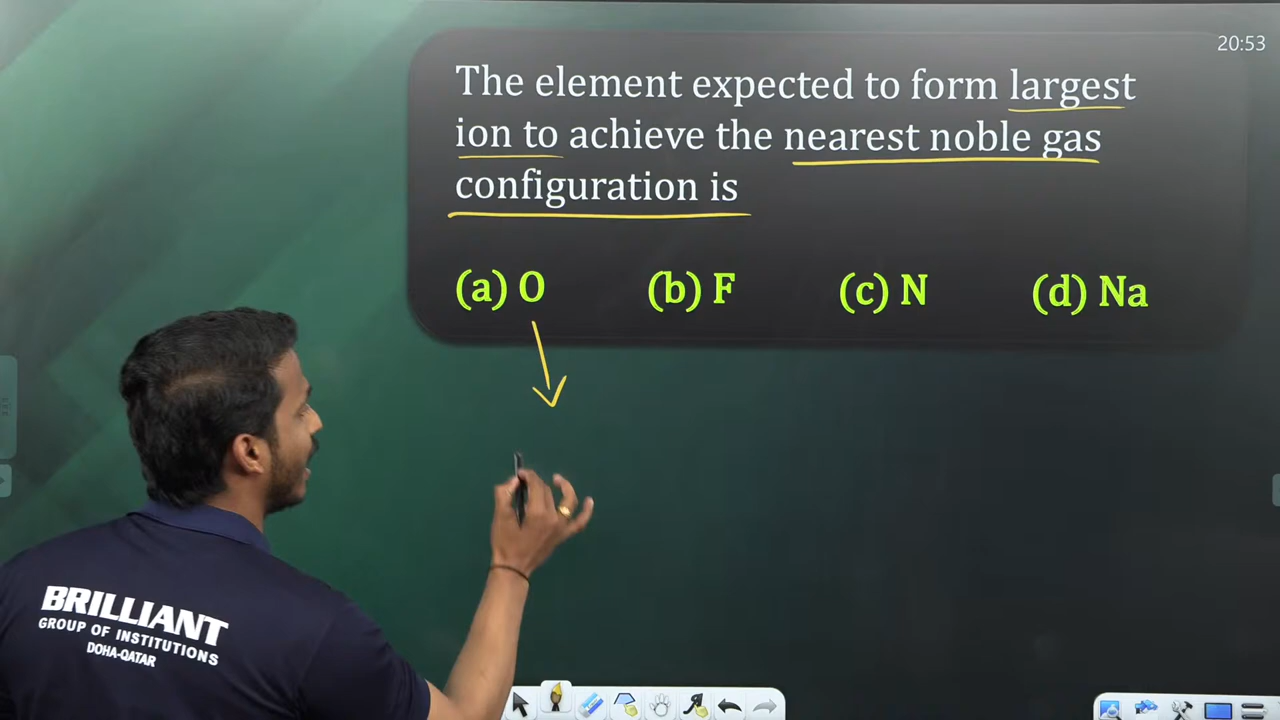 20:53
The element expected to form largest
ion to achieve the nearest noble gas
configuration is
(a) O (b) F (c) N (d) Na
BRILLIANT
GROUP OF INSTITUTIONS
DOHA-QATAR